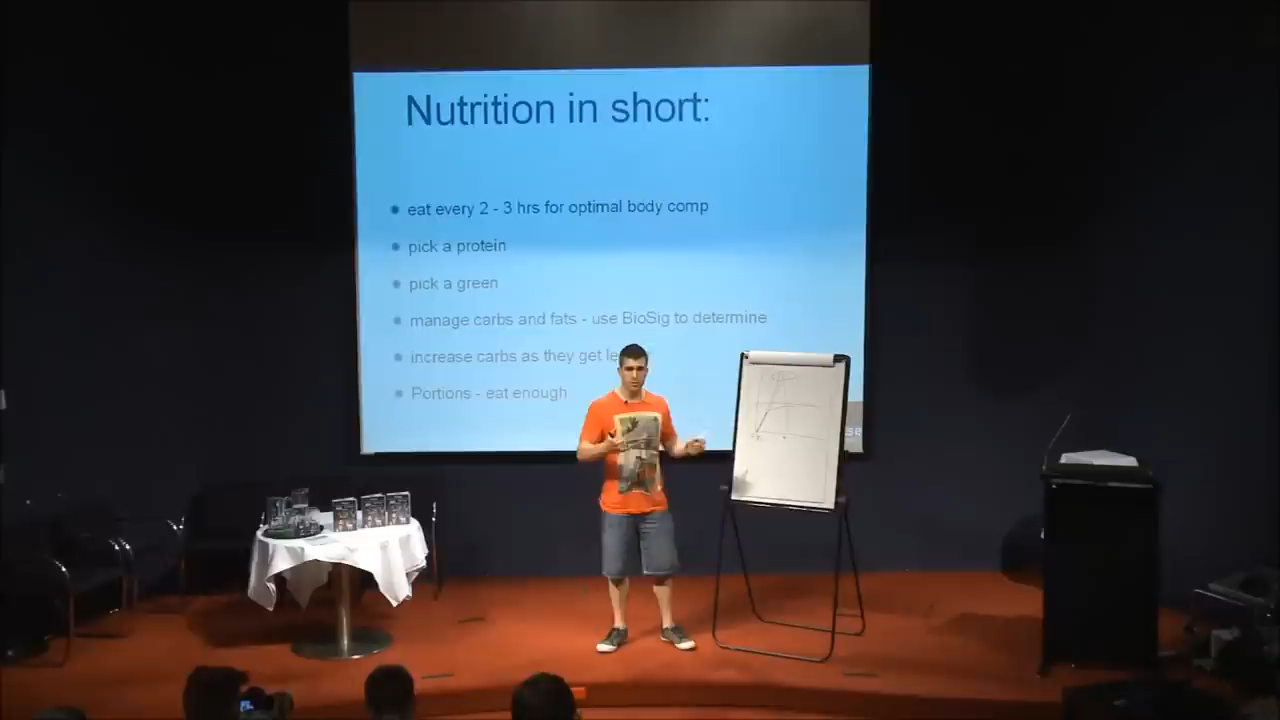 Nutrition in short:
eat every 2 - 3 hrs for optimal body comp
pick a protein
pick a green
manage carbs and fats - use BioSig to determine
increase carbs as they get
Portions - eat enough